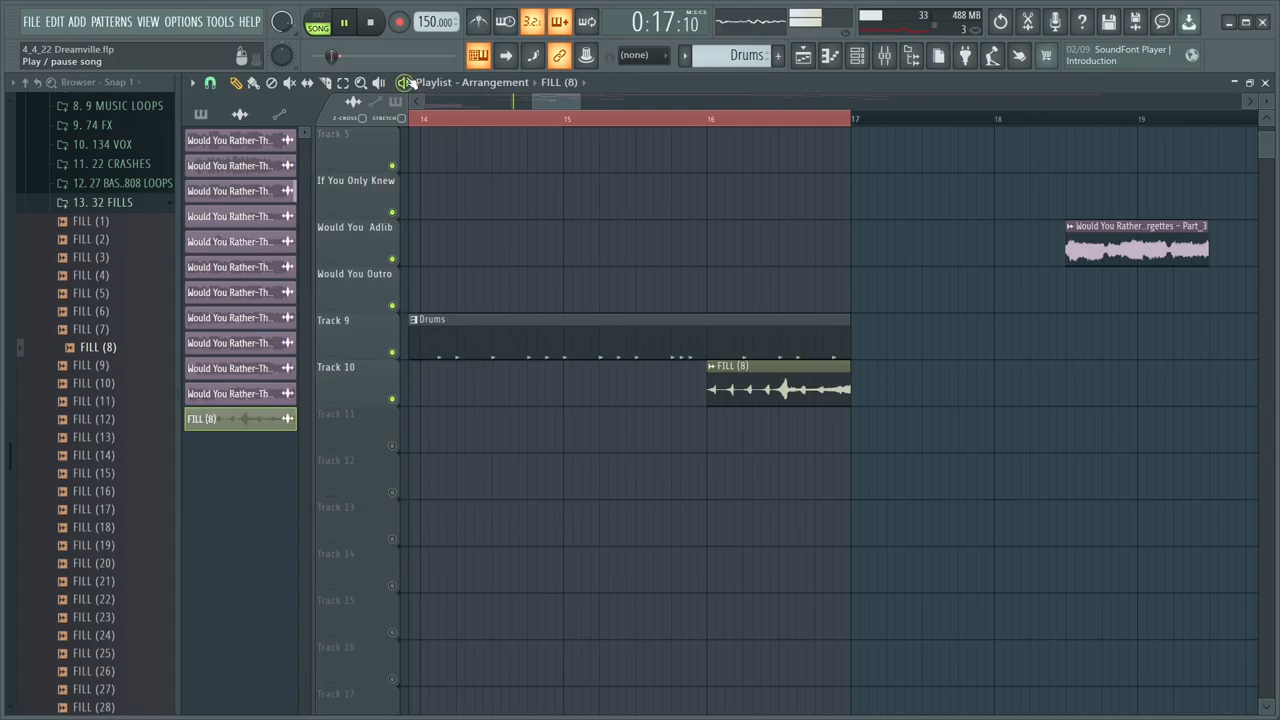 FILE EDIT ADD PATTERNS VIEW OPTIONS TOOLS HELP
PAT
SONG
150.000
3.2.
0:17:10
M:S:CS
33
488 MB
3
4_4_22 Dreamville.flp
Play / pause song
(none)
Drums
02/09 SoundFont Player |
Introduction
Browser - Snap 1
Playlist - Arrangement › FILL (8) ›
Z-CROSS
STRETCH
14
15
16
17
18
19
8. 9 MUSIC LOOPS
9. 74 FX
10. 134 VOX
11. 22 CRASHES
12. 27 BAS..808 LOOPS
13. 32 FILLS
FILL (1)
FILL (2)
FILL (3)
FILL (4)
FILL (5)
FILL (6)
FILL (7)
FILL (8)
FILL (9)
FILL (10)
FILL (11)
FILL (12)
FILL (13)
FILL (14)
FILL (15)
FILL (16)
FILL (17)
FILL (18)
FILL (19)
FILL (20)
FILL (21)
FILL (22)
FILL (23)
FILL (24)
FILL (25)
FILL (26)
FILL (27)
FILL (28)
Would You Rather-Th..
Would You Rather-Th..
Would You Rather-Th..
Would You Rather-Th..
Would You Rather-Th..
Would You Rather-Th..
Would You Rather-Th..
Would You Rather-Th..
Would You Rather-Th..
Would You Rather-Th..
Would You Rather-Th..
FILL (8)
Track 5
If You Only Knew
Would You Adlib
Would You Rather..rgettes - Part_3
Would You Outro
Track 9
Drums
Track 10
FILL (8)
Track 11
Track 12
Track 13
Track 14
Track 15
Track 16
Track 17